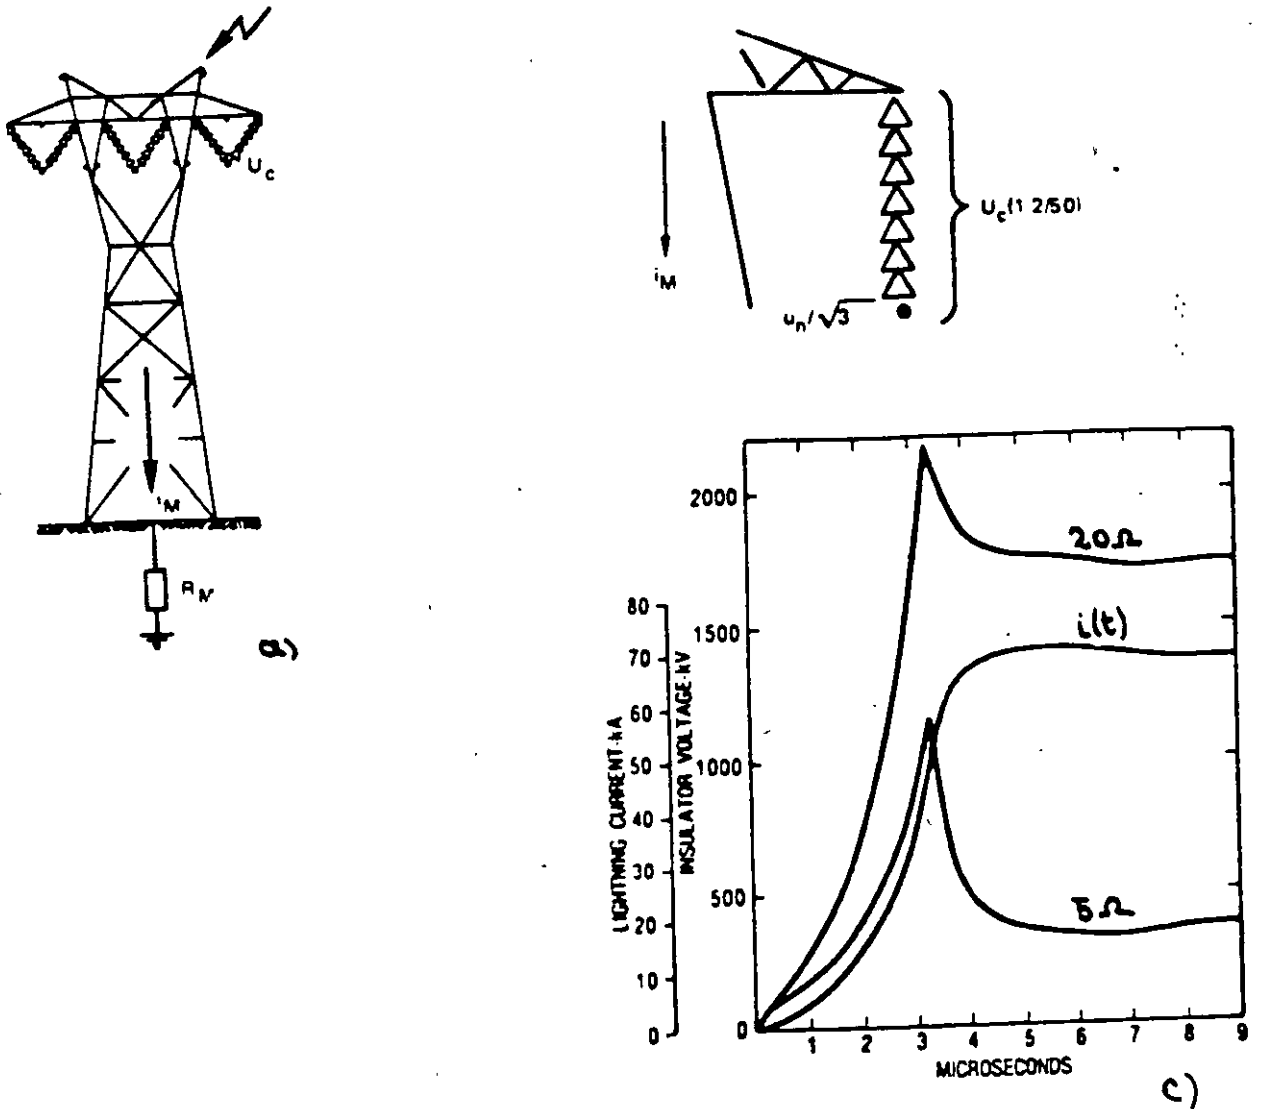 U_c
i_M
R_M
a)
i_M
u_n/√3
U_c(1 2/50)
LIGHTNING CURRENT-kA
80
70
60
50
40
30
20
10
0
INSULATOR VOLTAGE-kV
2000
1500
1000
500
0
20Ω
i(t)
5Ω
1 2 3 4 5 6 7 8 9
MICROSECONDS
c)